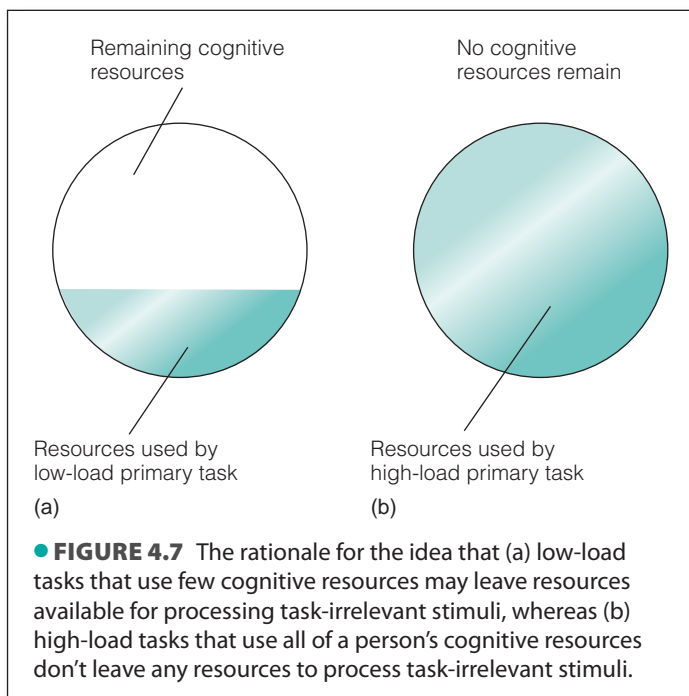 Remaining cognitive
resources
No cognitive
resources remain
Resources used by
low-load primary task
(a)
Resources used by
high-load primary task
(b)
● FIGURE 4.7 The rationale for the idea that (a) low-load
tasks that use few cognitive resources may leave resources
available for processing task-irrelevant stimuli, whereas (b)
high-load tasks that use all of a person’s cognitive resources
don’t leave any resources to process task-irrelevant stimuli.